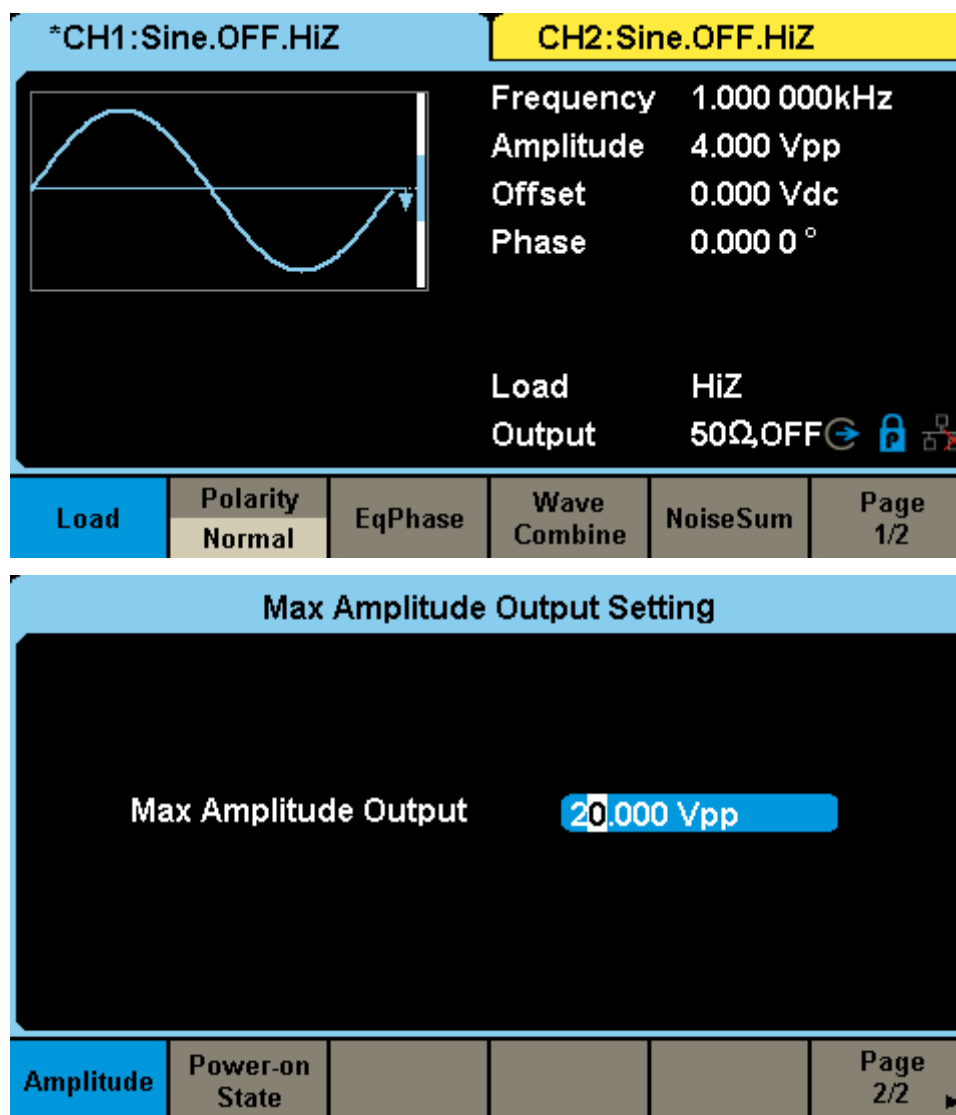 *CH1:Sine.OFF.HiZ
CH2:Sine.OFF.HiZ
Frequency 1.000 000kHz
Amplitude 4.000 Vpp
Offset 0.000 Vdc
Phase 0.000 0 °
Load HiZ
Output 50Ω,OFF
P
Load
Polarity
Normal
EqPhase
Wave
Combine
NoiseSum
Page
1/2
Max Amplitude Output Setting
Max Amplitude Output 20.000 Vpp
Amplitude
Power-on
State
Page
2/2